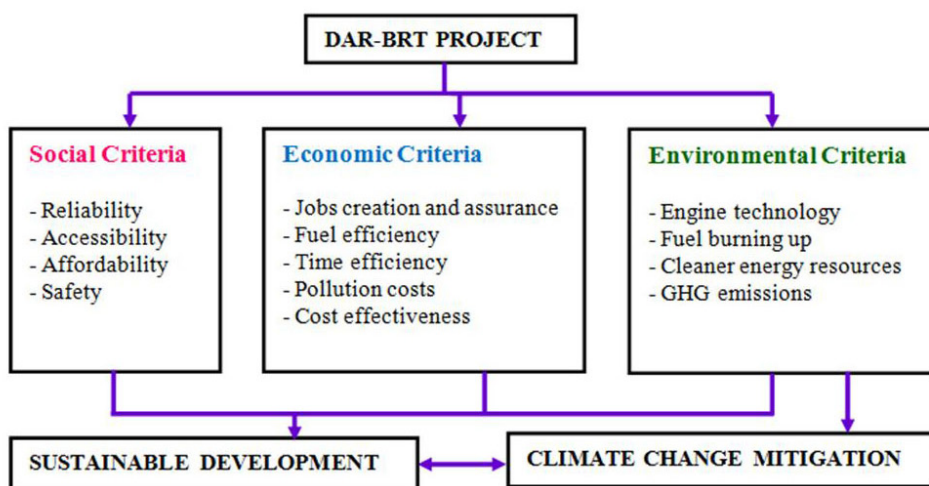 DAR-BRT PROJECT
Social Criteria
- Reliability
- Accessibility
- Affordability
- Safety
Economic Criteria
- Jobs creation and assurance
- Fuel efficiency
- Time efficiency
- Pollution costs
- Cost effectiveness
Environmental Criteria
- Engine technology
- Fuel burning up
- Cleaner energy resources
- GHG emissions
SUSTAINABLE DEVELOPMENT
CLIMATE CHANGE MITIGATION